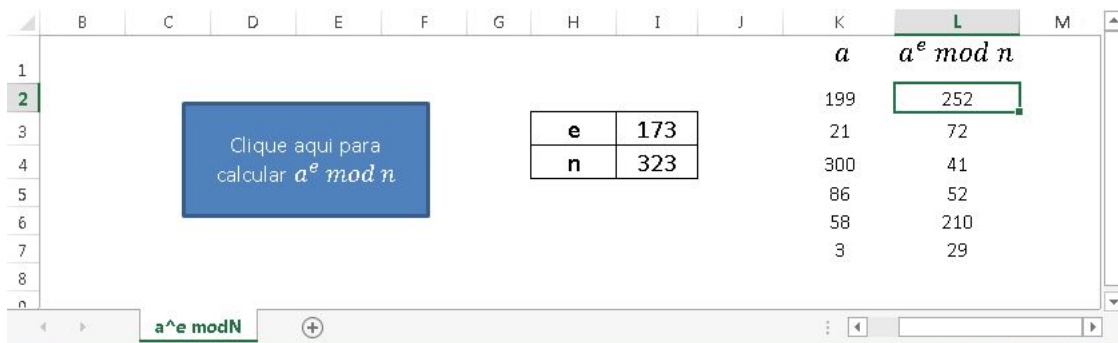 B C D E F G H I J K L M
1 a a^e mod n
2 199 252
3 Clique aqui para e 173 21 72
4 calcular a^e mod n n 323 300 41
5 86 52
6 58 210
7 3 29
8
a^e modN